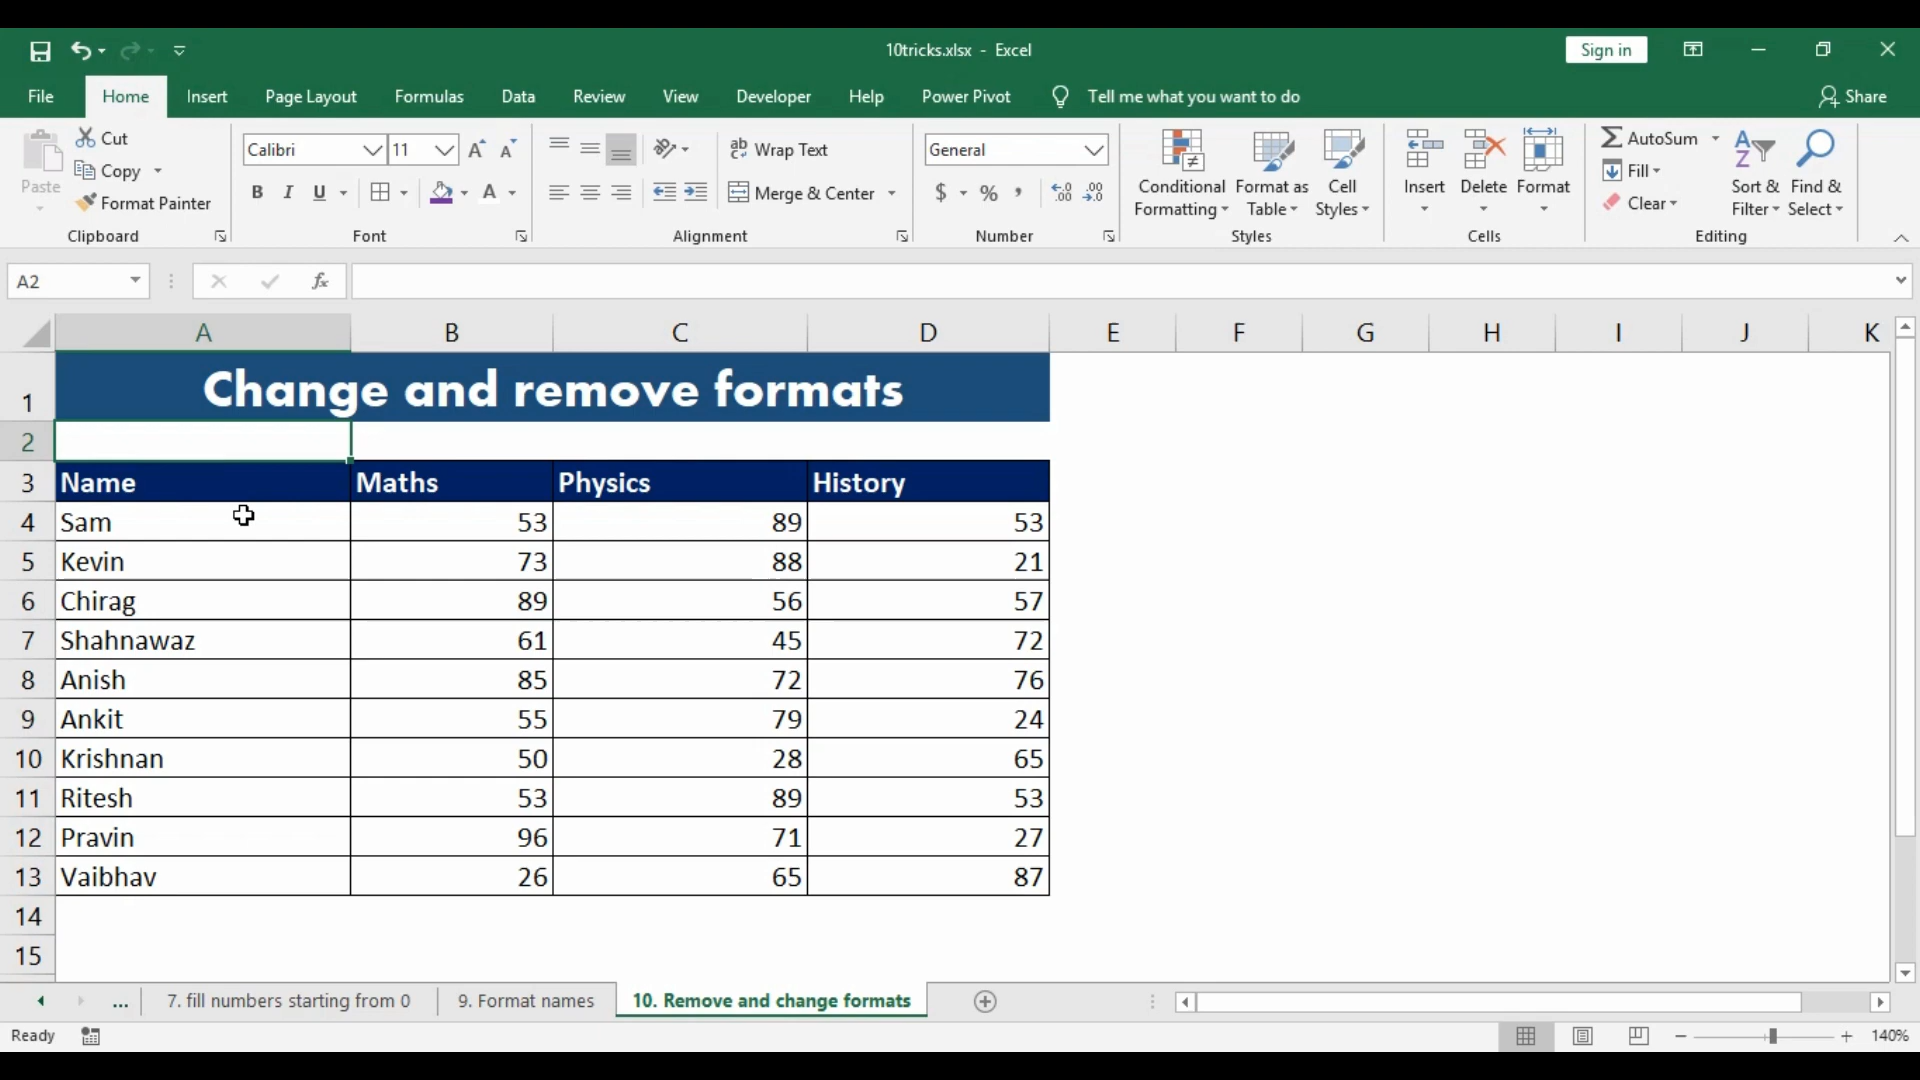 10tricks.xlsx - Excel
Sign in
File Home Insert Page Layout Formulas Data Review View Developer Help Power Pivot Tell me what you want to do Share
Paste
Cut
Copy
Format Painter
Clipboard
Calibri 11
B I U A
Font
Wrap Text
Merge & Center
Alignment
General
$ % ,
Number
Conditional Formatting
Format as Table
Cell Styles
Styles
Insert Delete Format
Cells
AutoSum
Fill
Clear
Sort & Filter
Find & Select
Editing
A2 fx
A B C D E F G H I J K
1 Change and remove formats
2
3 Name Maths Physics History
4 Sam 53 89 53
5 Kevin 73 88 21
6 Chirag 89 56 57
7 Shahnawaz 61 45 72
8 Anish 85 72 76
9 Ankit 55 79 24
10 Krishnan 50 28 65
11 Ritesh 53 89 53
12 Pravin 96 71 27
13 Vaibhav 26 65 87
14
15
... 7. fill numbers starting from 0 9. Format names 10. Remove and change formats
Ready 140%